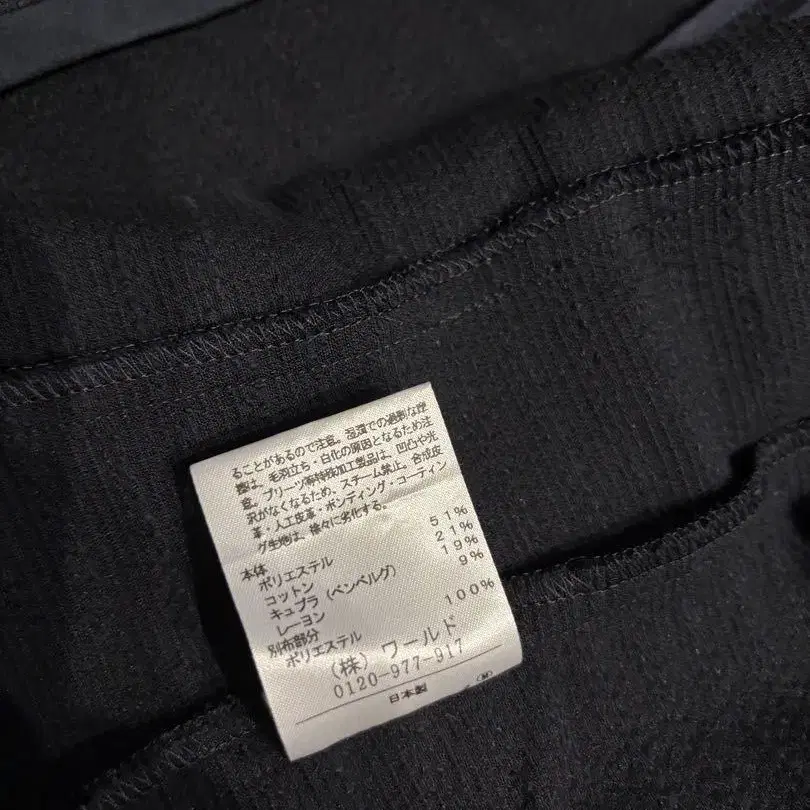 ることがあるので注意。湿潤での過剰な摩
擦は、毛羽立ち・白化の原因となるため注
意。プリーツ等特殊加工製品は、凹凸や光
沢がなくなるため、スチーム禁止。合成皮
革・人工皮革・ボンディング・コーティン
グ生地は、徐々に劣化する。
本体
ポリエステル 51%
コットン 21%
キュプラ(ベンベルグ) 19%
レーヨン 9%
別布部分
ポリエステル 100%
(株) ワールド
0120-977-917
日本製